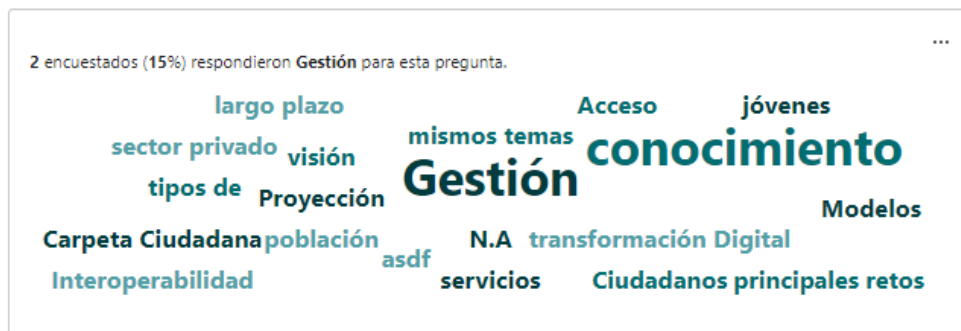 ...
2 encuestados (15%) respondieron Gestión para esta pregunta.
largo plazo Acceso jóvenes
sector privado visión mismos temas conocimiento
tipos de Proyección Gestión
Modelos
Carpeta Ciudadana población asdf N.A transformación Digital
Interoperabilidad servicios Ciudadanos principales retos